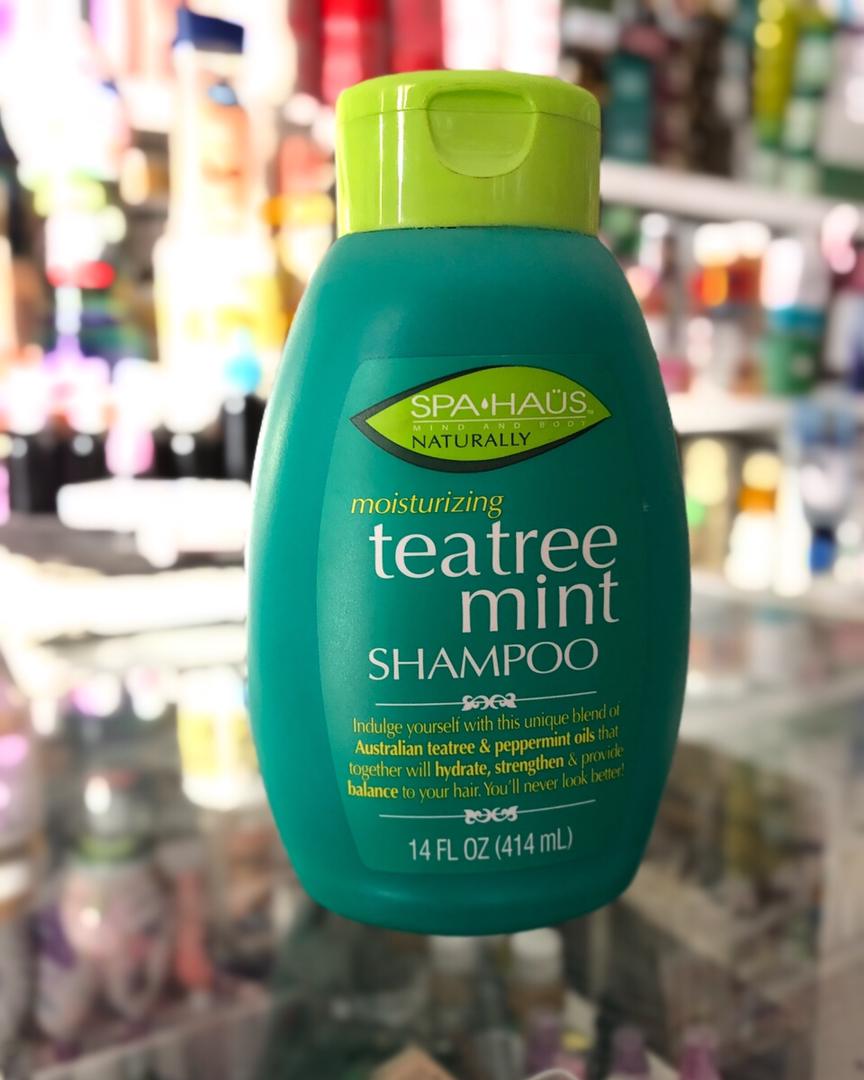 SPA•HAÜS™
MIND AND BODY
NATURALLY
moisturizing
teatree
mint
SHAMPOO
Indulge yourself with this unique blend of
Australian teatree & peppermint oils that
together will hydrate, strengthen & provide
balance to your hair. You'll never look better!
14 FL OZ (414 mL)